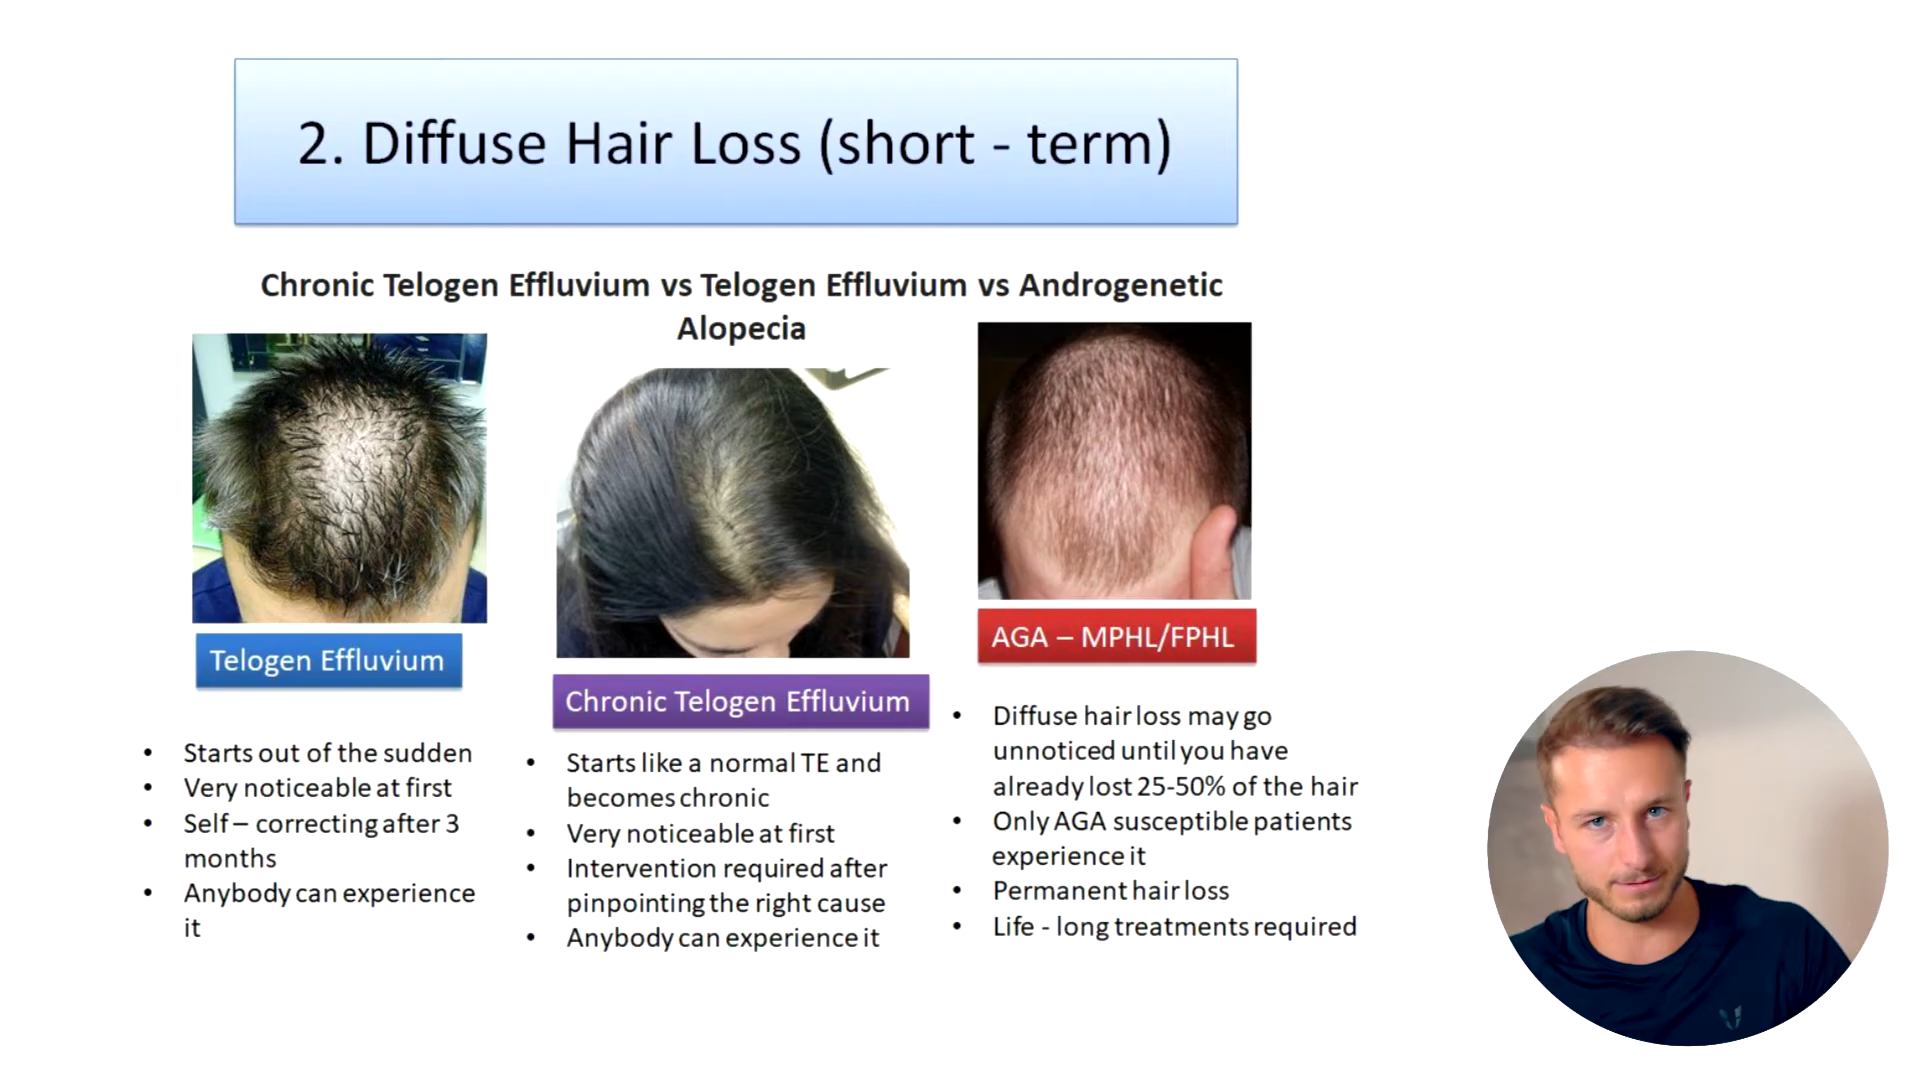 2. Diffuse Hair Loss (short - term)
Chronic Telogen Effluvium vs Telogen Effluvium vs Androgenetic
Alopecia
Telogen Effluvium
• Starts out of the sudden
• Very noticeable at first
• Self – correcting after 3
months
• Anybody can experience
it
Chronic Telogen Effluvium
• Starts like a normal TE and
becomes chronic
• Very noticeable at first
• Intervention required after
pinpointing the right cause
• Anybody can experience it
AGA – MPHL/FPHL
• Diffuse hair loss may go
unnoticed until you have
already lost 25-50% of the hair
• Only AGA susceptible patients
experience it
• Permanent hair loss
• Life - long treatments required